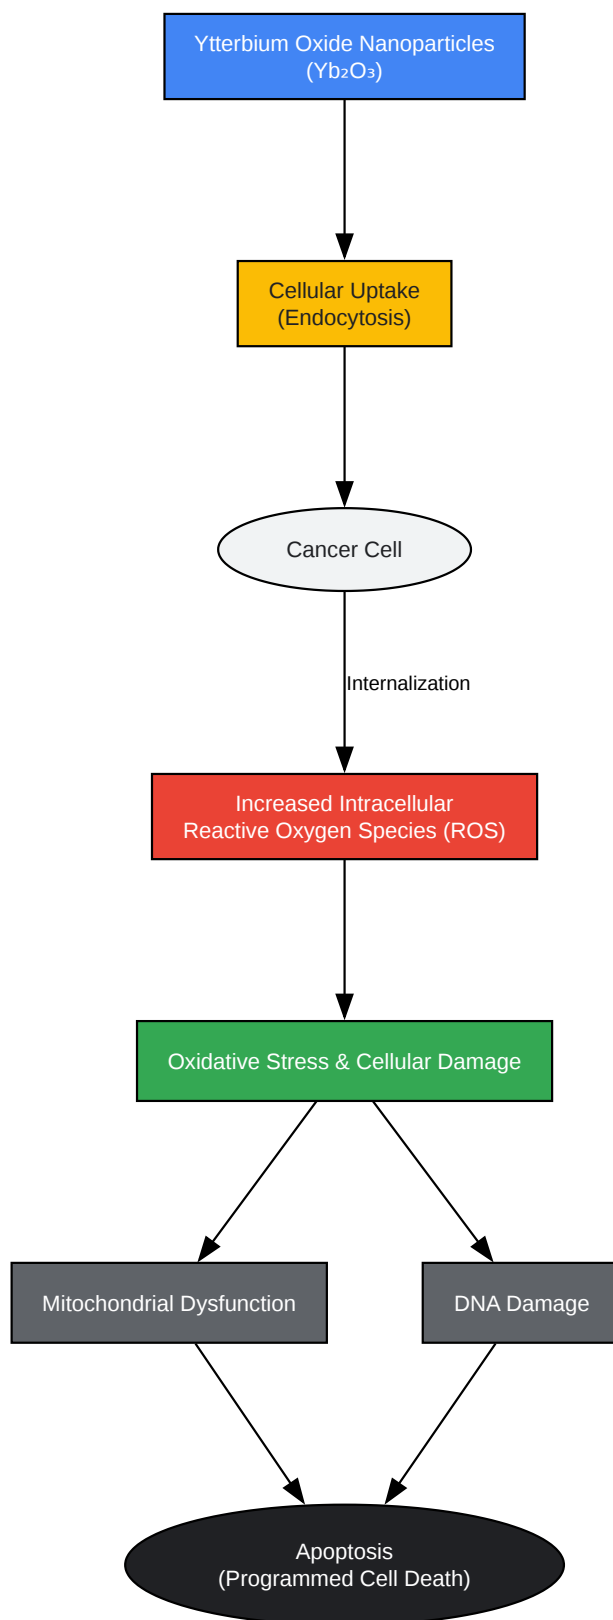 Ytterbium Oxide Nanoparticles
(Yb₂O₃)
Cellular Uptake
(Endocytosis)
Cancer Cell
Internalization
Increased Intracellular
Reactive Oxygen Species (ROS)
Oxidative Stress & Cellular Damage
Mitochondrial Dysfunction
DNA Damage
Apoptosis
(Programmed Cell Death)